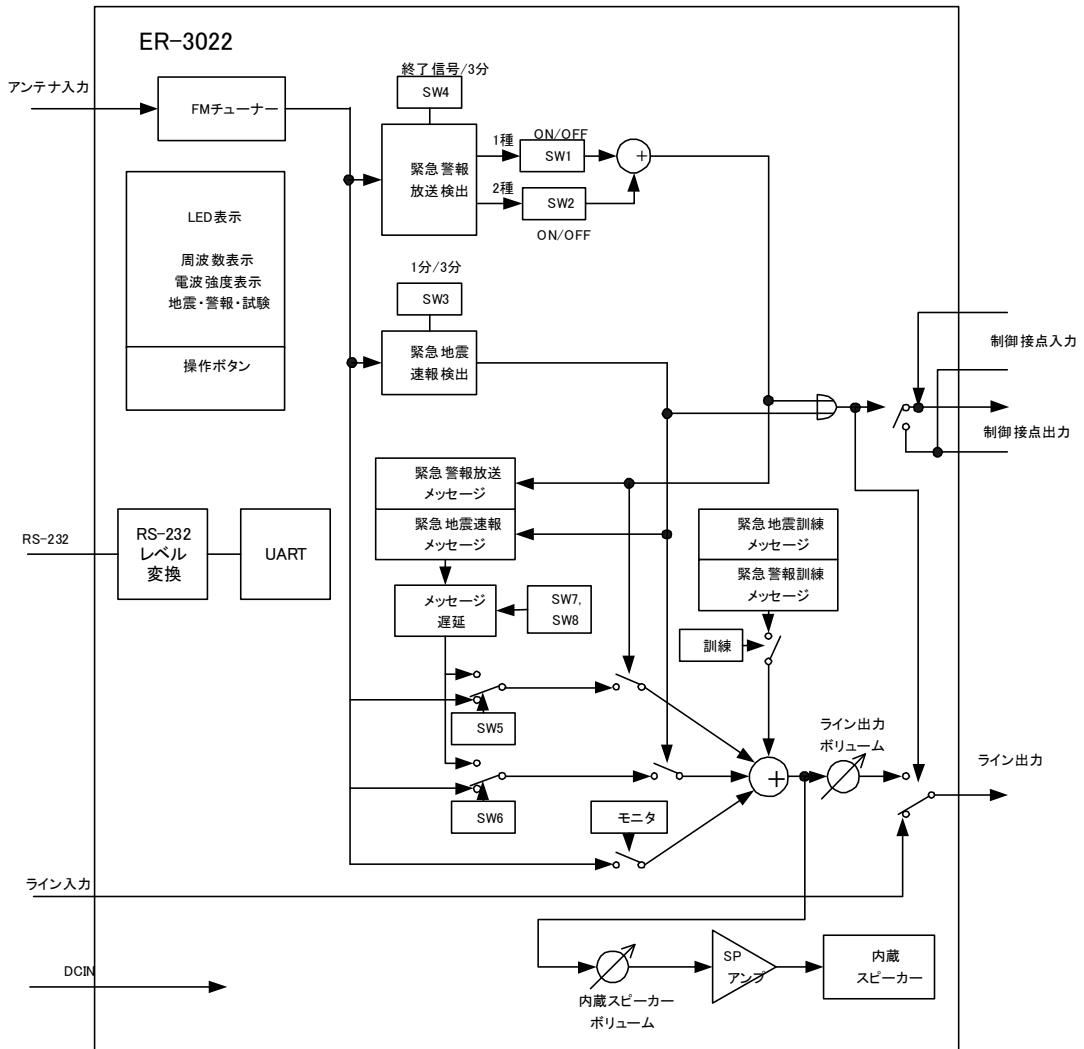 ER-3022
アンテナ入力
FMチューナー
終了信号/3分
SW4
緊急警報
放送検出
1種
ON/OFF
SW1
+
2種
SW2
ON/OFF
LED表示
周波数表示
電波強度表示
地震・警報・試験
操作ボタン
1分/3分
SW3
緊急地震
速報検出
制御接点入力
制御接点出力
緊急警報放送
メッセージ
緊急地震速報
メッセージ
緊急地震訓練
メッセージ
緊急警報訓練
メッセージ
RS-232
RS-232
レベル
変換
UART
メッセージ
遅延
SW7,
SW8
訓練
SW5
ライン出力
ボリューム
+
ライン出力
SW6
モニタ
ライン入力
DCIN
内蔵スピーカー
ボリューム
SP
アンプ
内蔵
スピーカー